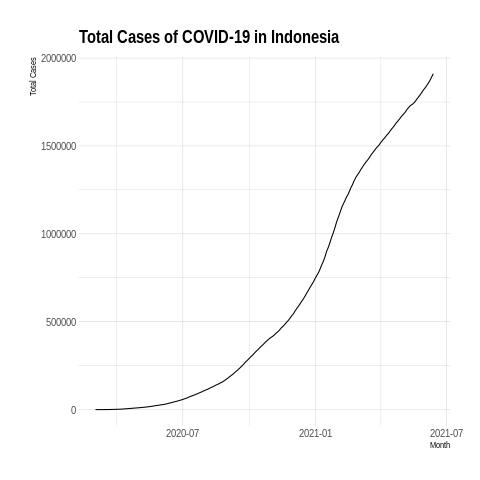 Total Cases of COVID-19 in Indonesia
Total Cases
2000000
1500000
1000000
500000
0
2020-07 2021-01 2021-07
Month